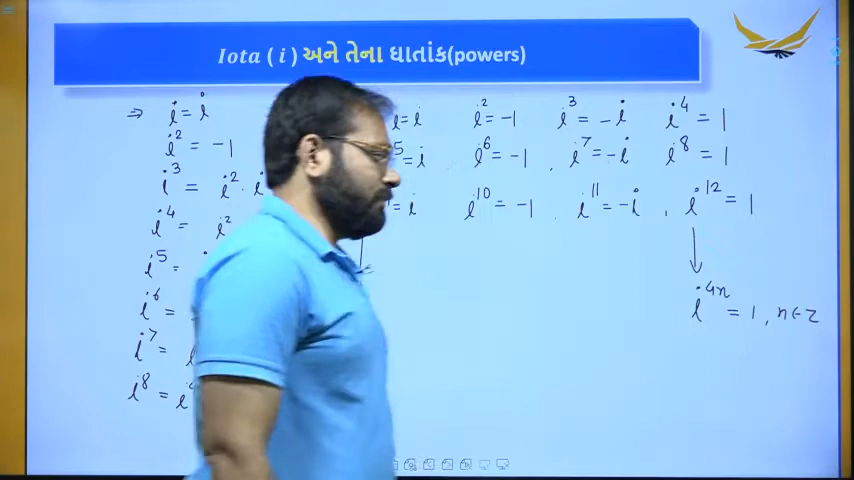 Iota ( i ) અને તેના ઘાતાંક(powers)
⇒ i = i
i² = -1
i³ = i² · i
i⁴ = i²
i⁵ =
i⁶ =
i⁷ =
i⁸ =
i = i i² = -1 i³ = -i i⁴ = 1
⁵ = i , i⁶ = -1 , i⁷ = -i i⁸ = 1
= i i¹⁰ = -1 , i¹¹ = -i , i¹² = 1
i⁴ⁿ = 1 , n ∈ z